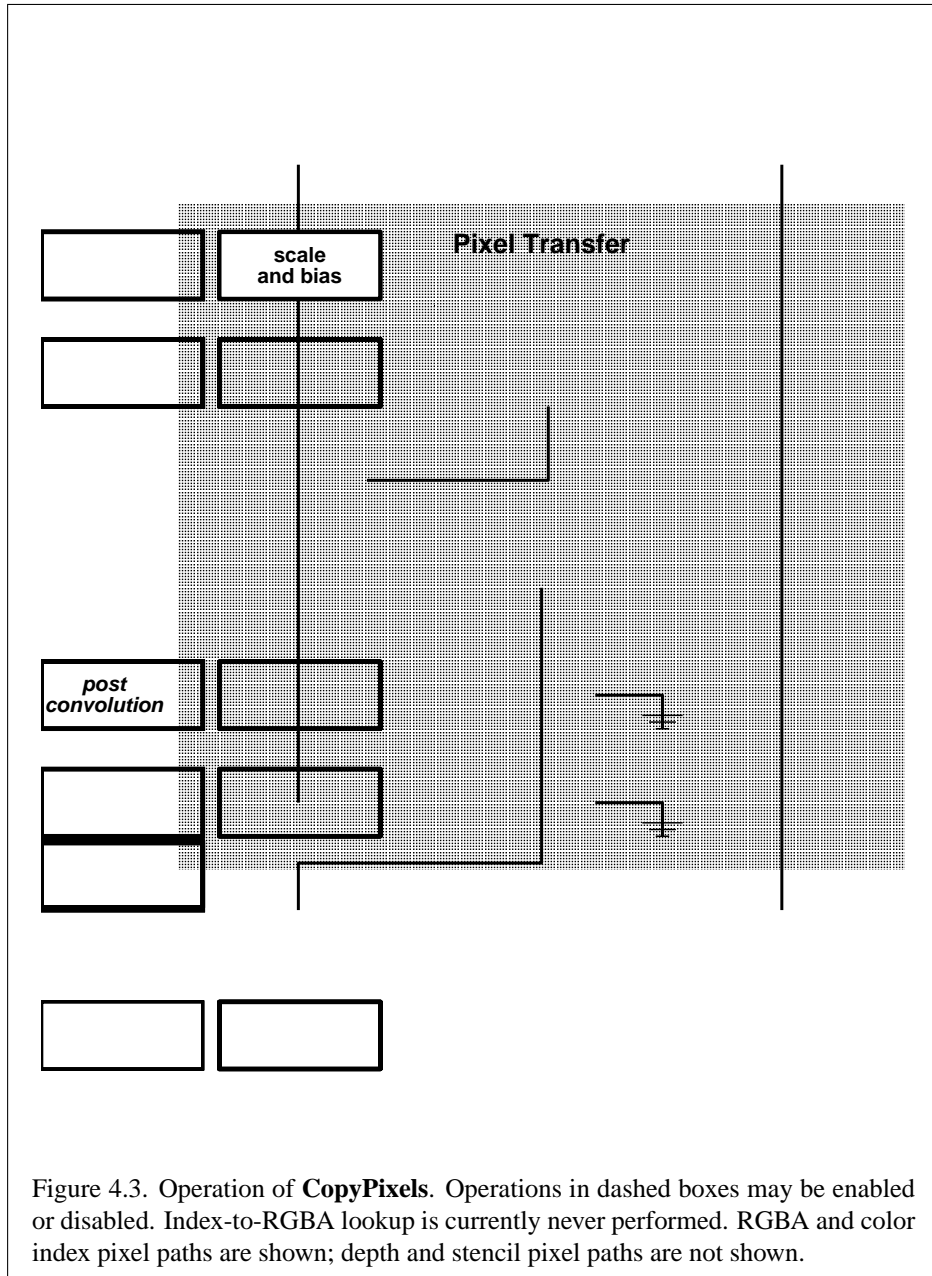 Pixel Transfer
scale
and bias
post
convolution
Figure 4.3. Operation of CopyPixels. Operations in dashed boxes may be enabled
or disabled. Index-to-RGBA lookup is currently never performed. RGBA and color
index pixel paths are shown; depth and stencil pixel paths are not shown.